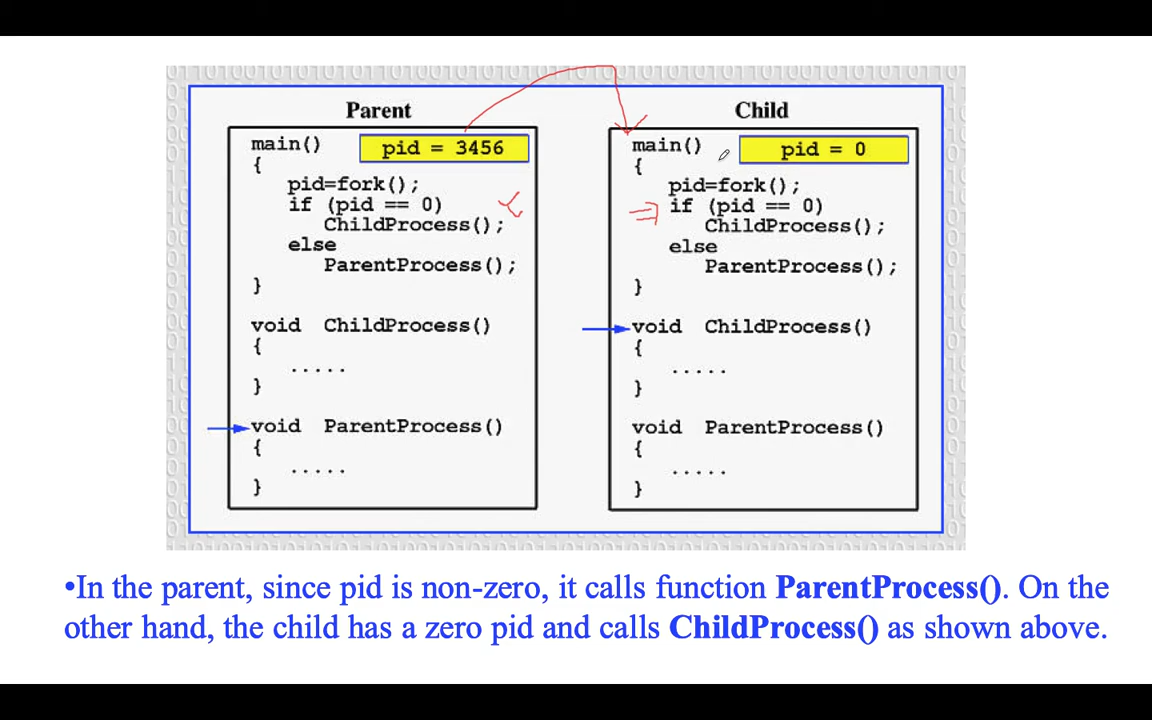 Parent
main()
pid = 3456
{
pid=fork();
if (pid == 0)
ChildProcess();
else
ParentProcess();
}
void ChildProcess()
{
.....
}
void ParentProcess()
{
.....
}
Child
main()
pid = 0
{
pid=fork();
if (pid == 0)
ChildProcess();
else
ParentProcess();
}
void ChildProcess()
{
.....
}
void ParentProcess()
{
.....
}
•In the parent, since pid is non-zero, it calls function ParentProcess(). On the
other hand, the child has a zero pid and calls ChildProcess() as shown above.